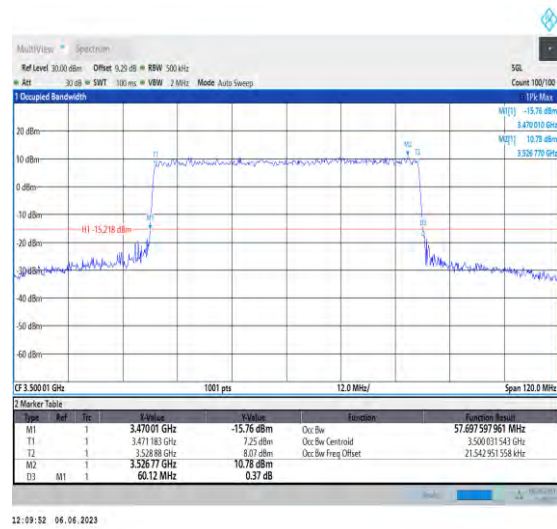 MultiView Spectrum
Ref Level 30.00 dBm Offset 9.29 dB RBW 500 kHz SGL
Att 30 dB SWT 100 ms VBW 2 MHz Mode Auto Sweep Count 100/100
1 Occupied Bandwidth 1Pk Max
M1[1] -15.76 dBm
3.470 010 GHz
M2[1] 10.78 dBm
3.526 770 GHz
20 dBm
M2
T1 T2
10 dBm
0 dBm
-10 dBm
M1 D3
H1 -15.218 dBm
-20 dBm
-30 dBm
-40 dBm
-50 dBm
-60 dBm
CF 3.500 01 GHz 1001 pts 12.0 MHz/ Span 120.0 MHz
2 Marker Table
Type Ref Trc X-Value Y-Value Function Function Result
M1 1 3.47001 GHz -15.76 dBm Occ Bw 57.697 597 961 MHz
T1 1 3.471 183 GHz 7.25 dBm Occ Bw Centroid 3.500 031 543 GHz
T2 1 3.528 88 GHz 8.07 dBm Occ Bw Freq Offset 21.542 951 558 kHz
M2 1 3.526 77 GHz 10.78 dBm
D3 M1 1 60.12 MHz 0.37 dB
12:09:52 06.06.2023